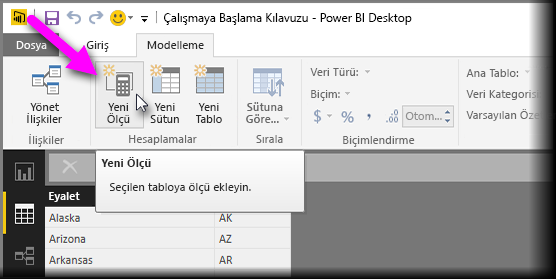 Çalışmaya Başlama Kılavuzu - Power BI Desktop
Dosya Giriş Modelleme
Yönet İlişkiler
Yeni Ölçü
Yeni Sütun
Yeni Tablo
Sütuna Göre...
Veri Türü:
Biçim:
$ % , .00 Otom...
Ana Tablo:
Veri Kategorisi
Varsayılan Öze
İlişkiler Hesaplamalar Sırala Biçimlendirme
Yeni Ölçü
Seçilen tabloya ölçü ekleyin.
Eyalet
Alaska AK
Arizona AZ
Arkansas AR